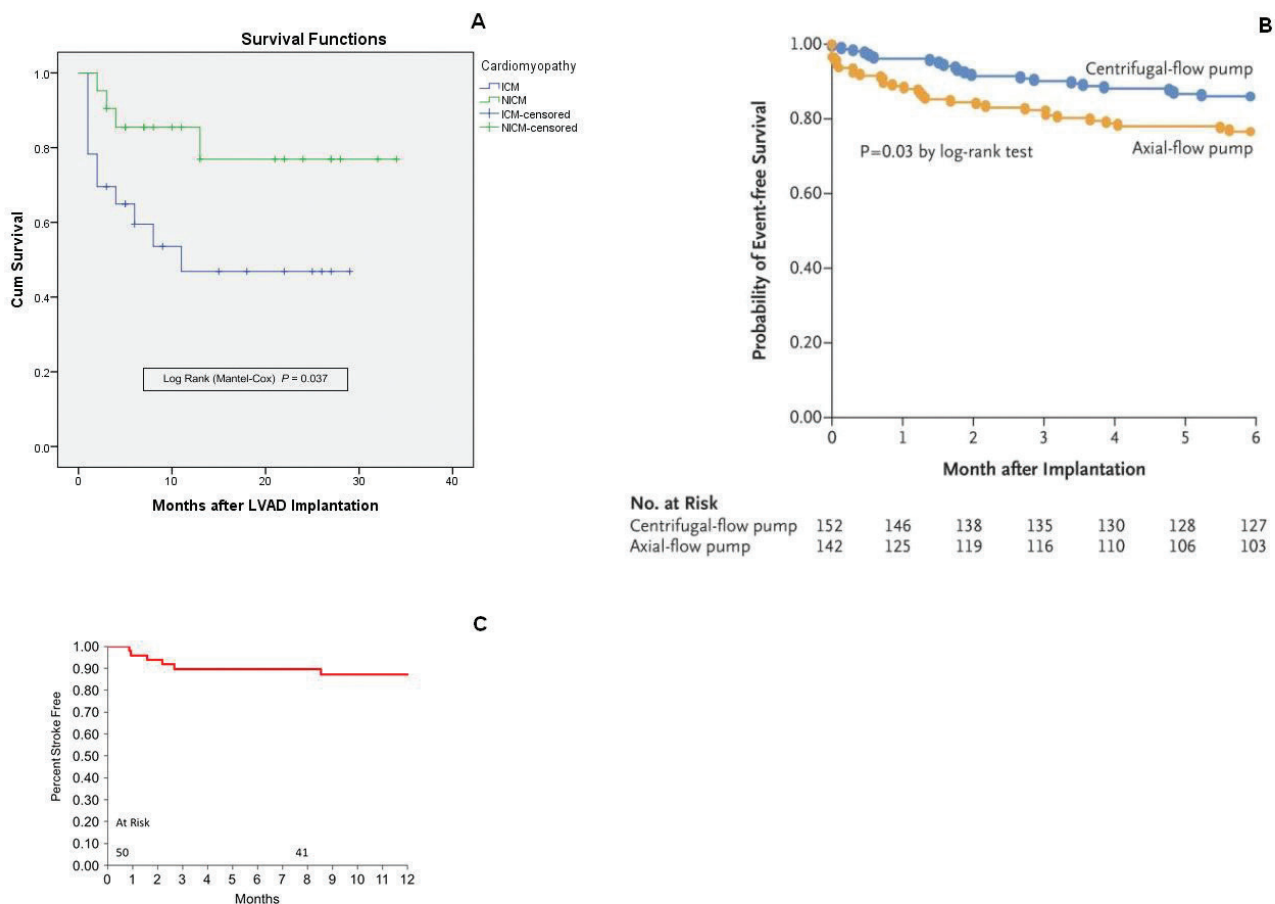 A
Survival Functions
Cardiomyopathy
ICM
NICM
ICM-censored
NICM-censored
1.0
0.8
0.6
0.4
0.2
0.0
Cum Survival
Log Rank (Mantel-Cox) P = 0.037
0 10 20 30 40
Months after LVAD Implantation
B
1.00
0.80
0.60
0.40
0.20
0.00
Probability of Event-free Survival
Centrifugal-flow pump
Axial-flow pump
P=0.03 by log-rank test
0 1 2 3 4 5 6
Month after Implantation
No. at Risk
Centrifugal-flow pump 152 146 138 135 130 128 127
Axial-flow pump 142 125 119 116 110 106 103
C
1.00
0.90
0.80
0.70
0.60
0.50
0.40
0.30
0.20
0.10
0.00
Percent Stroke Free
At Risk
50 41
0 1 2 3 4 5 6 7 8 9 10 11 12
Months